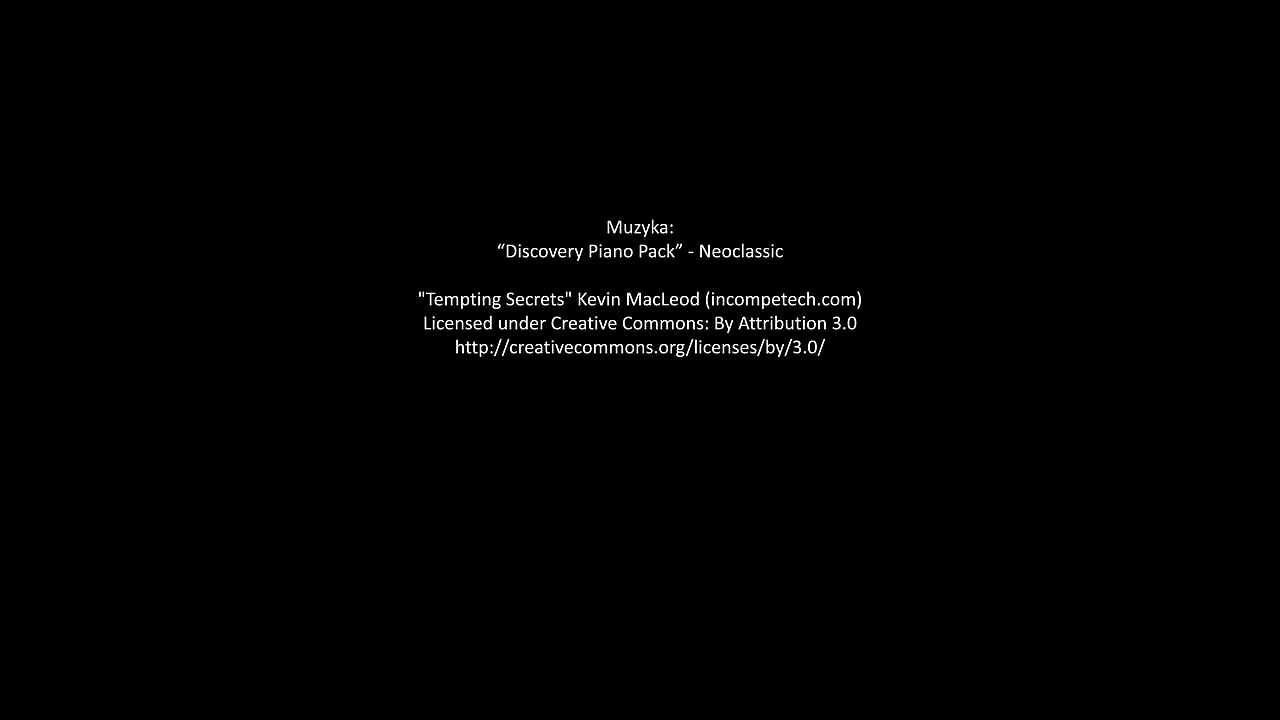 Muzyka:
“Discovery Piano Pack” - Neoclassic
"Tempting Secrets" Kevin MacLeod (incompetech.com)
Licensed under Creative Commons: By Attribution 3.0
http://creativecommons.org/licenses/by/3.0/